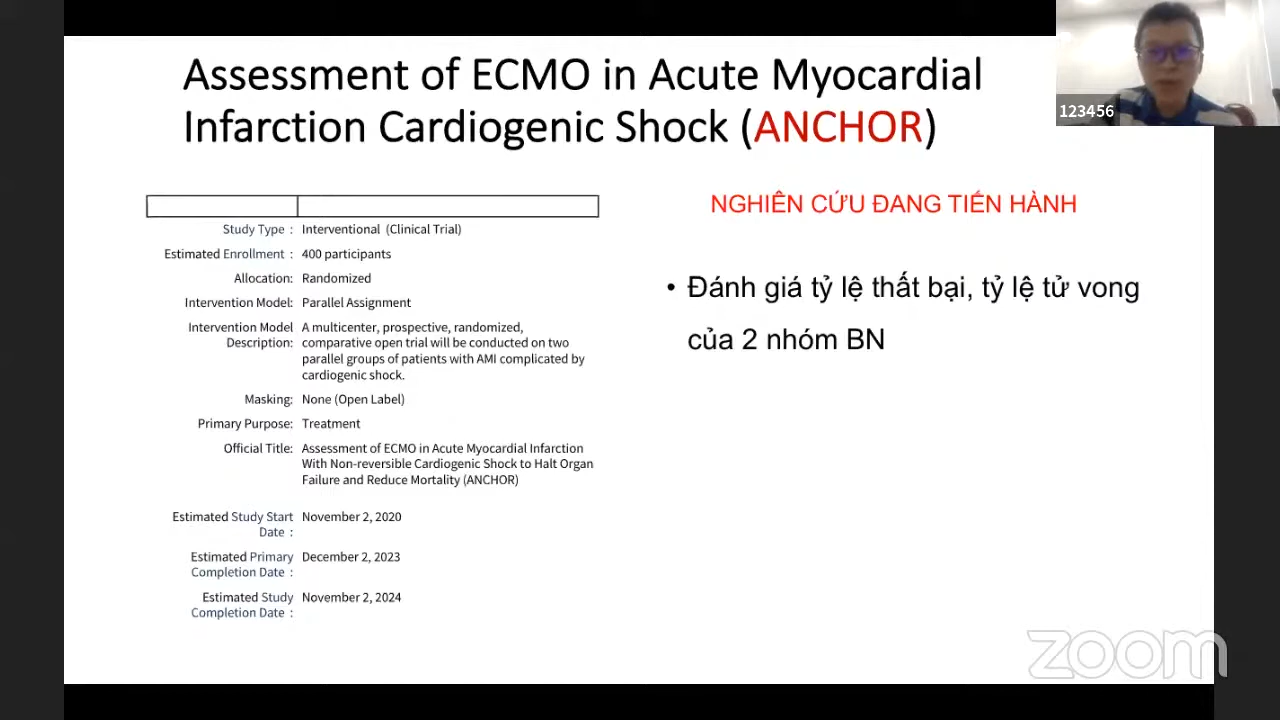 Assessment of ECMO in Acute Myocardial
Infarction Cardiogenic Shock (ANCHOR)
123456
Study Type : Interventional (Clinical Trial)
Estimated Enrollment : 400 participants
Allocation: Randomized
Intervention Model: Parallel Assignment
Intervention Model A multicenter, prospective, randomized,
Description: comparative open trial will be conducted on two
parallel groups of patients with AMI complicated by
cardiogenic shock.
Masking: None (Open Label)
Primary Purpose: Treatment
Official Title: Assessment of ECMO in Acute Myocardial Infarction
With Non-reversible Cardiogenic Shock to Halt Organ
Failure and Reduce Mortality (ANCHOR)
Estimated Study Start November 2, 2020
Date :
Estimated Primary December 2, 2023
Completion Date :
Estimated Study November 2, 2024
Completion Date :
NGHIÊN CỨU ĐANG TIẾN HÀNH
• Đánh giá tỷ lệ thất bại, tỷ lệ tử vong
của 2 nhóm BN
zoom